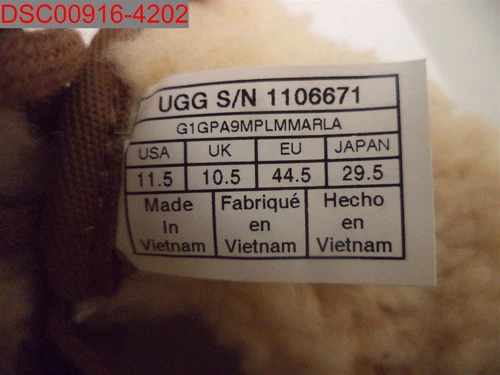 DSC00916-4202
UGG S/N 1106671
G1GPA9MPLMMARLA
USA UK EU JAPAN
11.5 10.5 44.5 29.5
Made Fabriqué Hecho
In en en
Vietnam Vietnam Vietnam